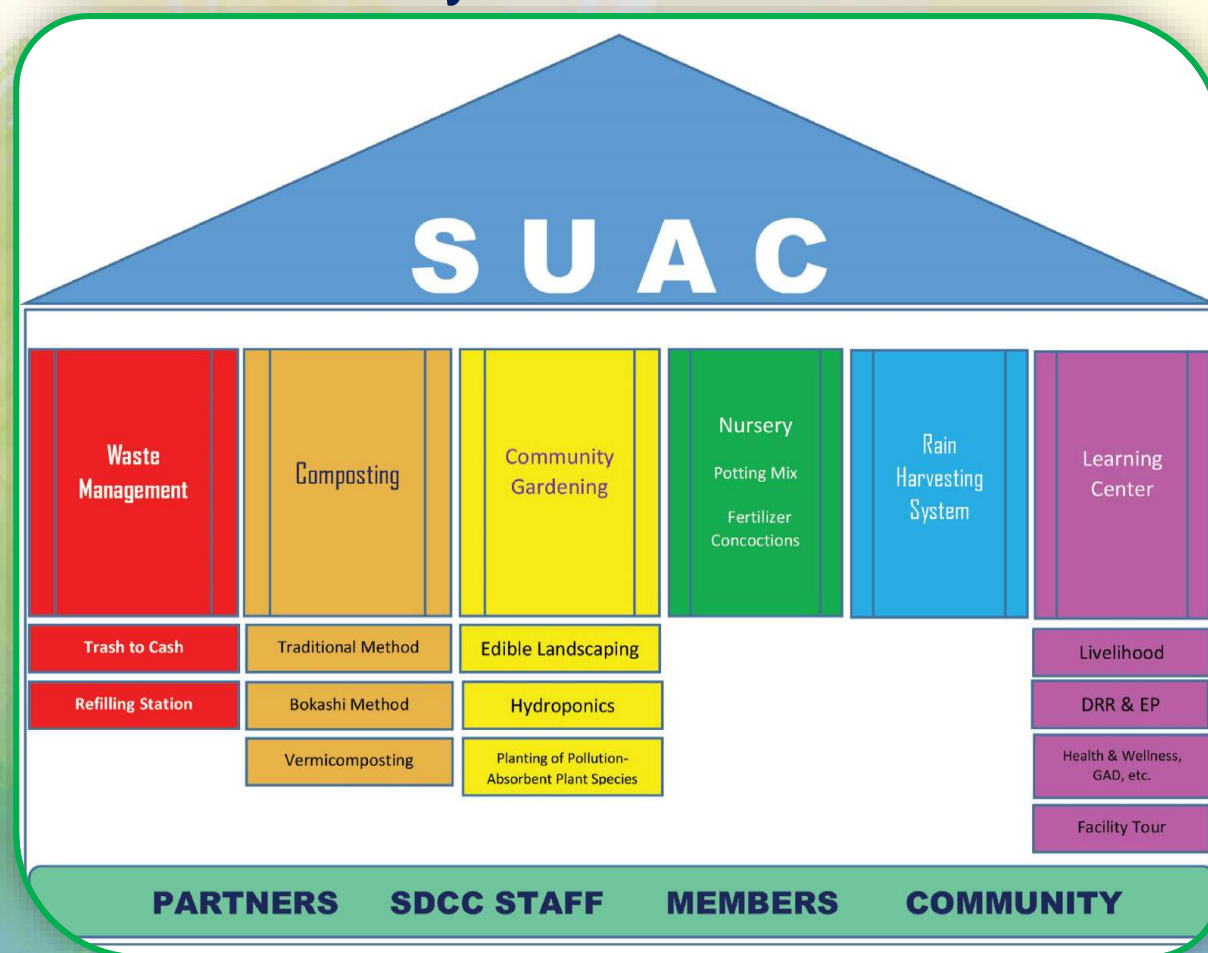 SUAC
Waste
Management
Trash to Cash
Refilling Station
Composting
Traditional Method
Bokashi Method
Vermicomposting
Community
Gardening
Edible Landscaping
Hydroponics
Planting of Pollution-
Absorbent Plant Species
Nursery
Potting Mix
Fertilizer
Concoctions
Rain
Harvesting
System
Learning
Center
Livelihood
DRR & EP
Health & Wellness,
GAD, etc.
Facility Tour
PARTNERS SDCC STAFF MEMBERS COMMUNITY